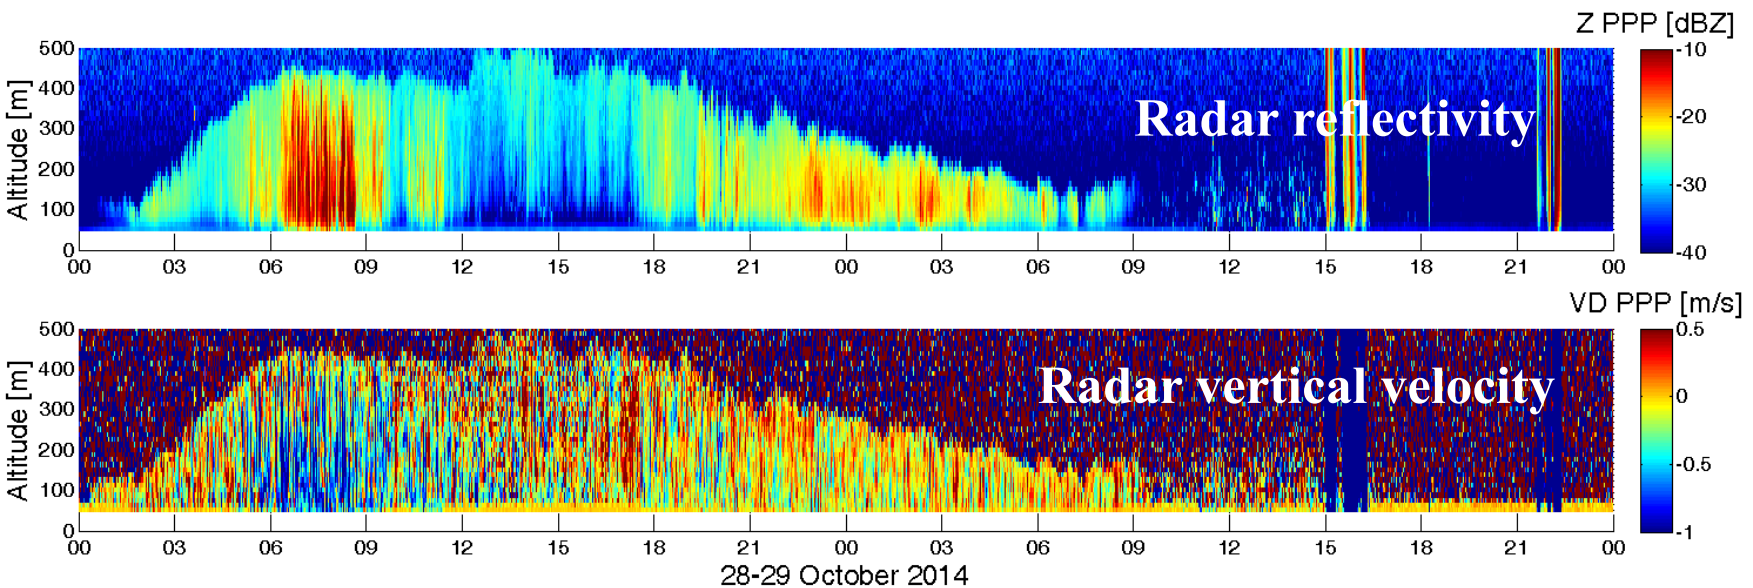 Z PPP [dBZ]
500
400
300
200
100
0
Altitude [m]
Radar reflectivity
-10
-20
-30
-40
00 03 06 09 12 15 18 21 00 03 06 09 12 15 18 21 00
VD PPP [m/s]
500
400
300
200
100
0
Altitude [m]
Radar vertical velocity
0.5
0
-0.5
-1
00 03 06 09 12 15 18 21 00 03 06 09 12 15 18 21 00
28-29 October 2014